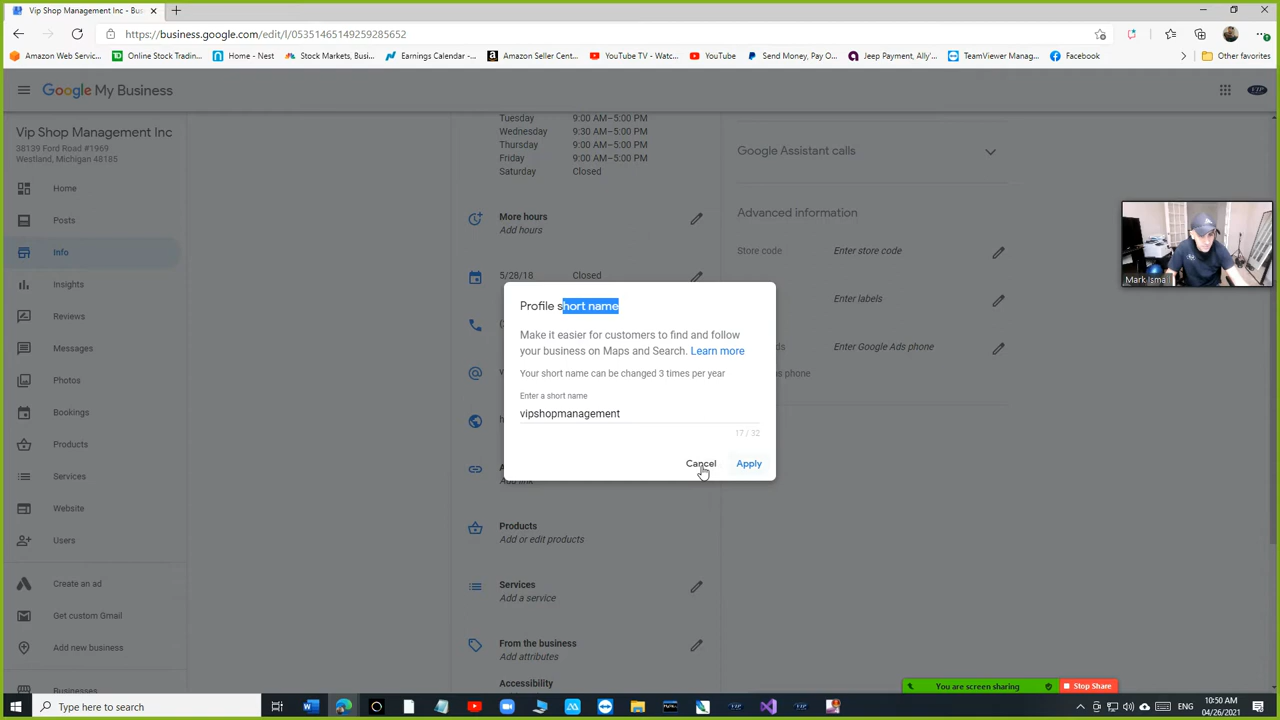 Vip Shop Management Inc - Bus
https://business.google.com/edit/l/05351465149259285652
Amazon Web Servic...
Online Stock Tradin...
Home - Nest
Stock Markets, Busi...
Earnings Calendar -...
Amazon Seller Cent...
YouTube TV - Watc...
YouTube
Send Money, Pay O...
Jeep Payment, Ally'...
TeamViewer Manag...
Facebook
Other favorites
Google My Business
VIP
Vip Shop Management Inc
38139 Ford Road #1969
Westland, Michigan 48185
Home
Posts
Info
Insights
Reviews
Messages
Photos
Bookings
Products
Services
Website
Users
Create an ad
Get custom Gmail
Add new business
Businesses
Tuesday 9:00 AM–5:00 PM
Wednesday 9:30 AM–5:00 PM
Thursday 9:00 AM–5:00 PM
Friday 9:00 AM–5:00 PM
Saturday Closed
More hours
Add hours
5/28/18 Closed
Profile short name
Make it easier for customers to find and follow
your business on Maps and Search. Learn more
Your short name can be changed 3 times per year
Enter a short name
vipshopmanagement
17 / 32
Cancel Apply
Add link
Products
Add or edit products
Services
Add a service
From the business
Add attributes
Accessibility
Google Assistant calls
Advanced information
Store code Enter store code
Enter labels
Enter Google Ads phone
phone
Mark Ismail
You are screen sharing
Stop Share
Type here to search
ENG
10:50 AM
04/26/2021